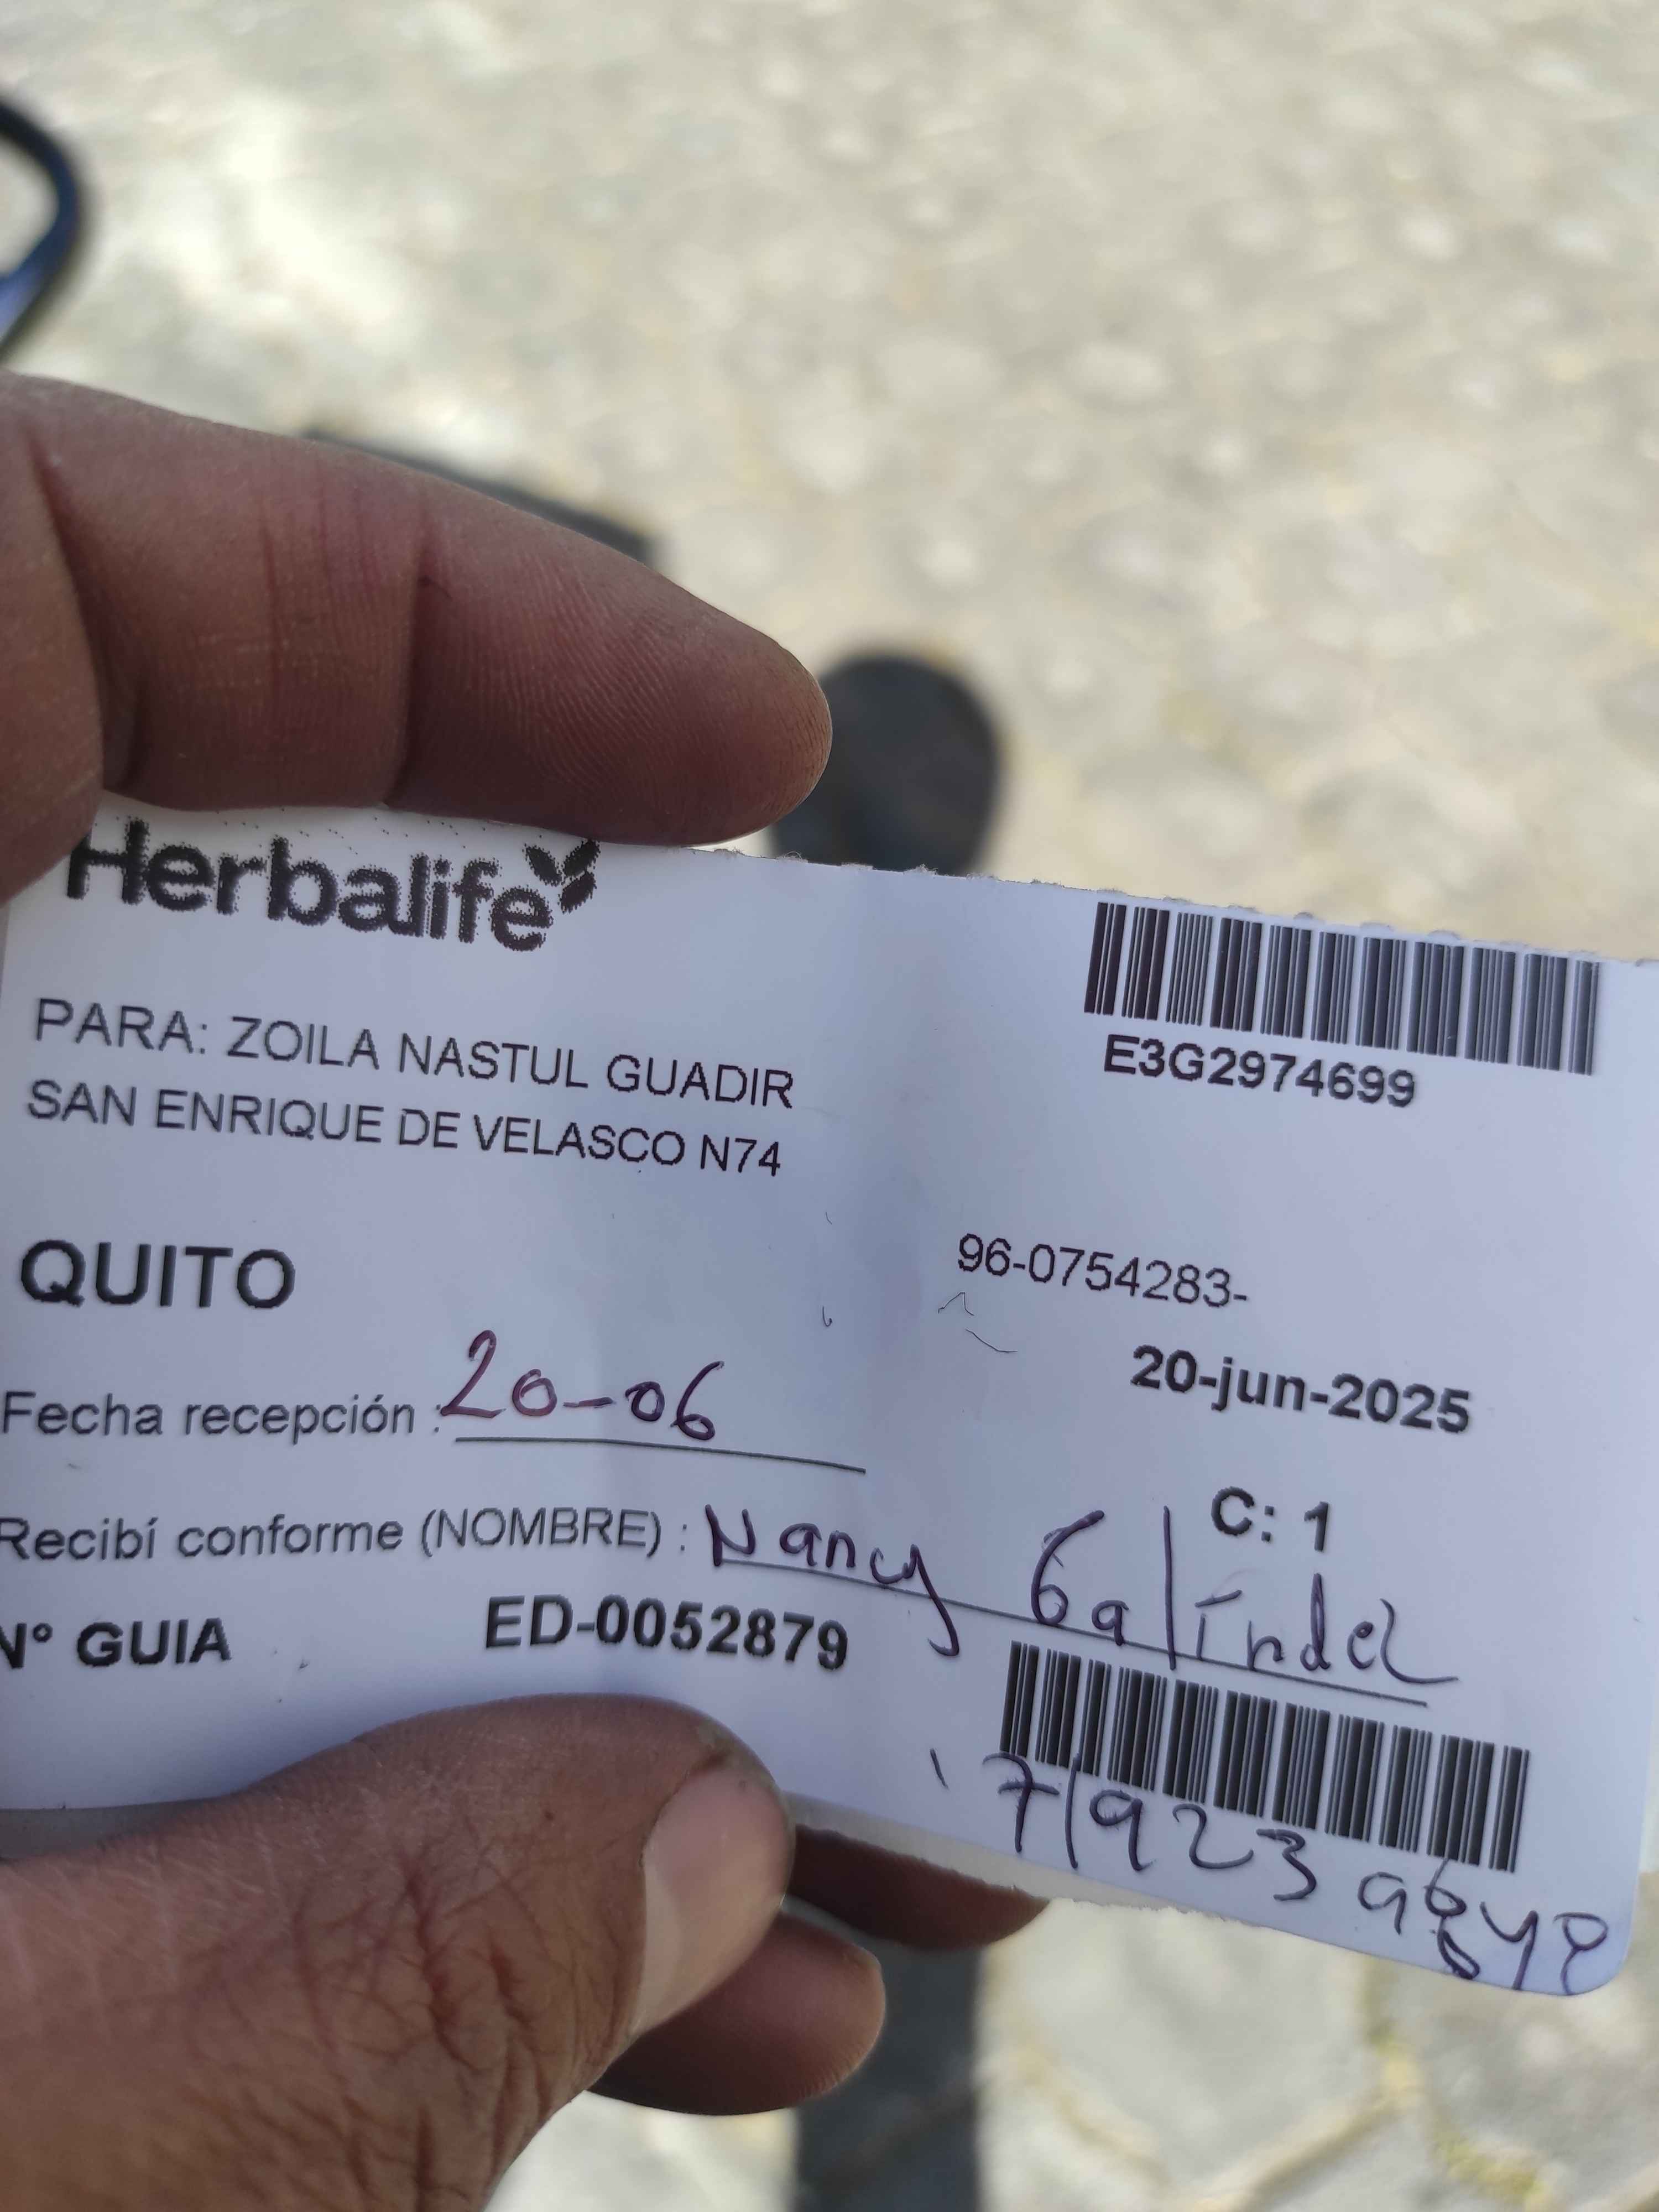 Herbalife
E3G2974699
PARA: ZOILA NASTUL GUADIR
SAN ENRIQUE DE VELASCO N74
QUITO
96-0754283-
20-jun-2025
Fecha recepción : 20-06
C: 1
Recibí conforme (NOMBRE) : Nancy
N° GUIA ED-0052879